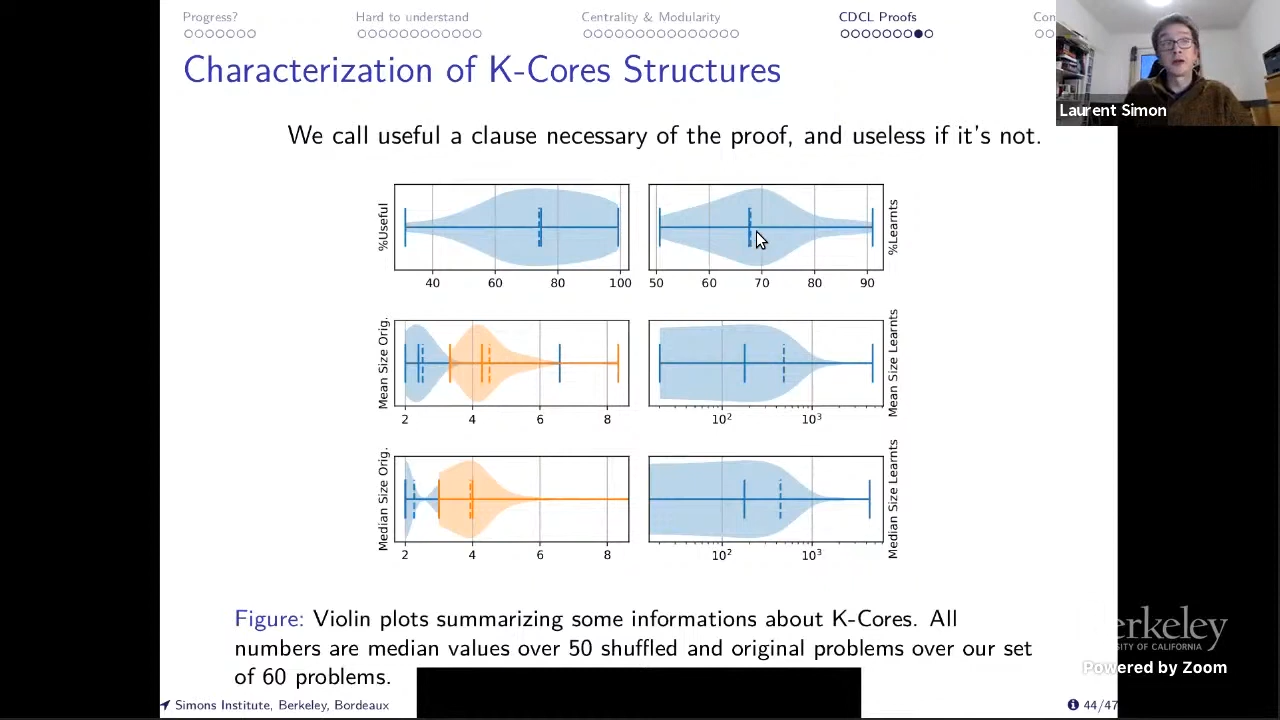 Progress?
Hard to understand
Centrality & Modularity
CDCL Proofs
Con
Characterization of K-Cores Structures
Laurent Simon
We call useful a clause necessary of the proof, and useless if it's not.
%Useful
40 60 80 100
%Learnts
50 60 70 80 90
Mean Size Orig.
2 4 6 8
Mean Size Learnts
10² 10³
Median Size Orig.
2 4 6 8
Median Size Learnts
10² 10³
Figure: Violin plots summarizing some informations about K-Cores. All
numbers are median values over 50 shuffled and original problems over our set
of 60 problems.
erkeley
SITY OF CALIFORNIA
Powered by Zoom
Simons Institute, Berkeley, Bordeaux
44/47